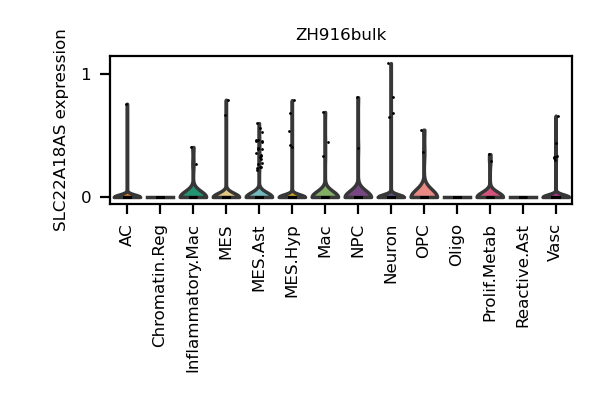 ZH916bulk
SLC22A18AS expression
1
0
AC
Chromatin.Reg
Inflammatory.Mac
MES
MES.Ast
MES.Hyp
Mac
NPC
Neuron
OPC
Oligo
Prolif.Metab
Reactive.Ast
Vasc